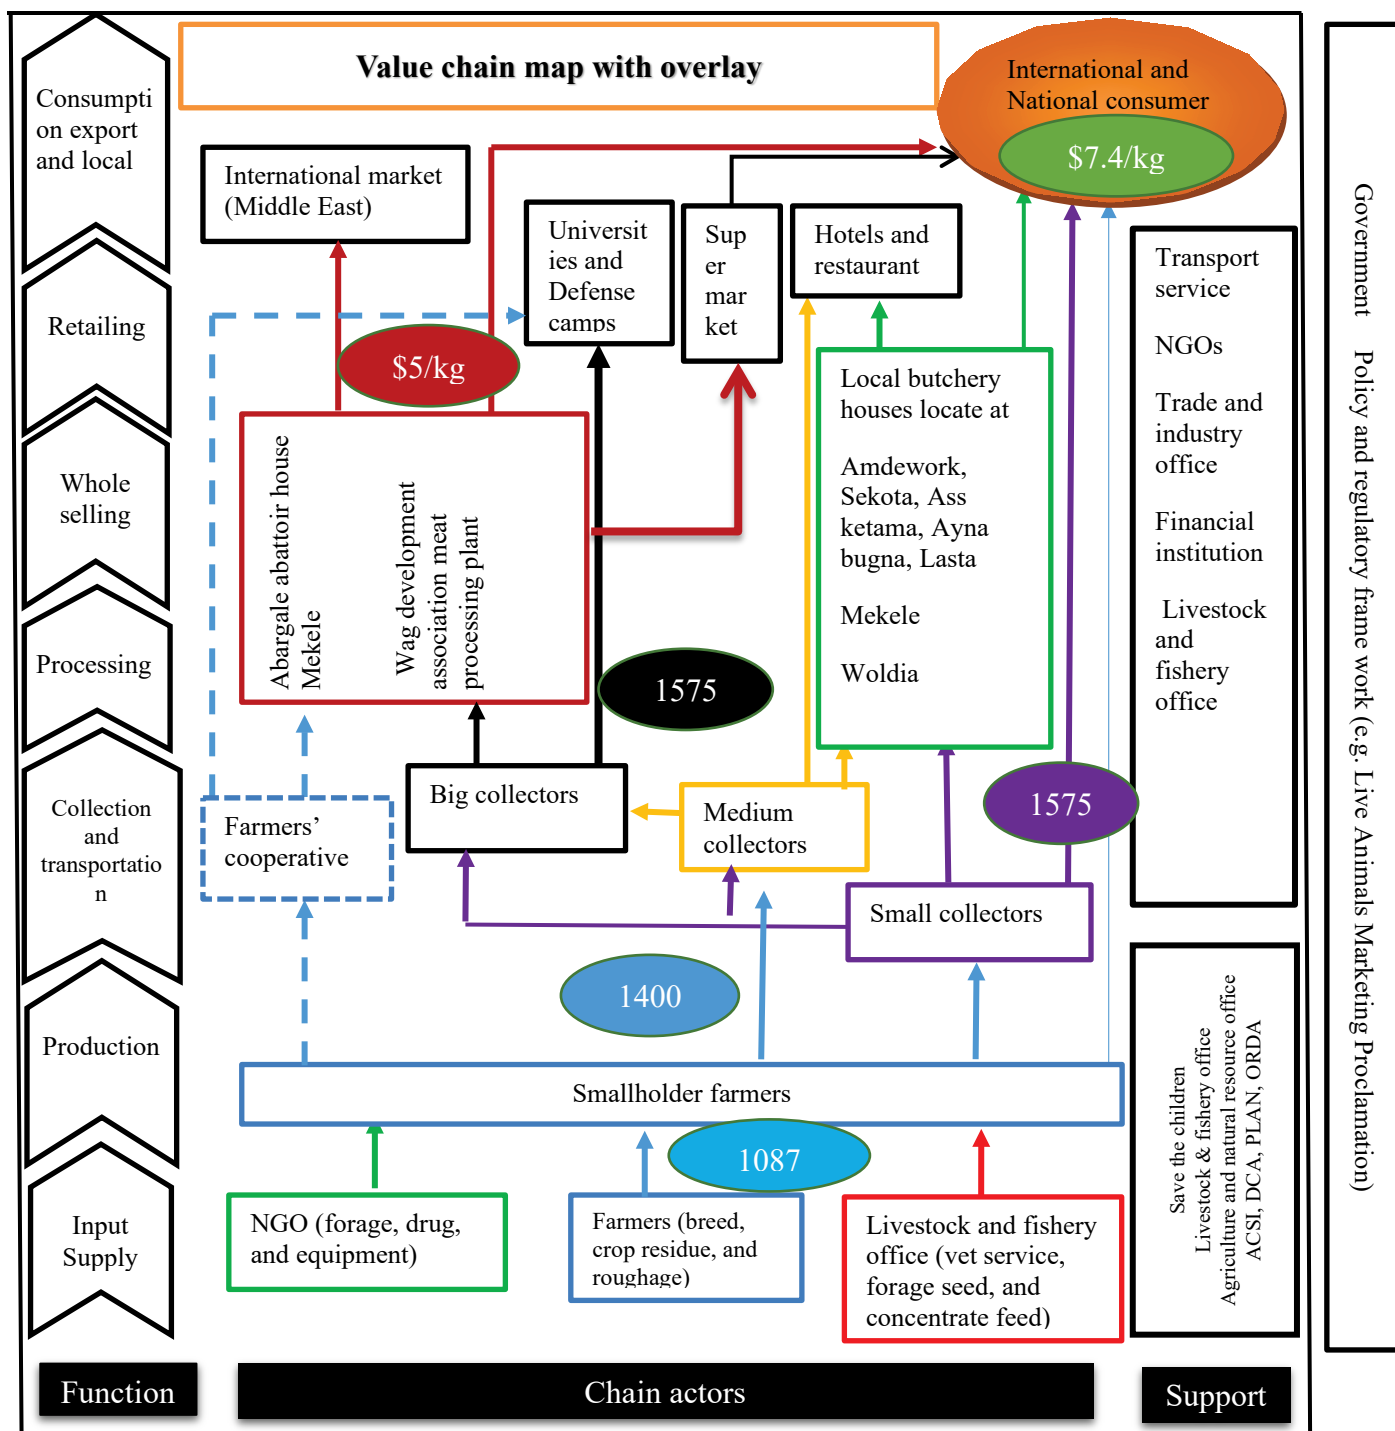 Value chain map with overlay
Consumpti
on export
and local
Retailing
Whole
selling
Processing
Collection
and
transportatio
n
Production
Input
Supply
International and
National consumer
$7.4/kg
International market
(Middle East)
Universit
ies and
Defense
camps
Sup
er
mar
ket
Hotels and
restaurant
$5/kg
Abargale abattoir house
Mekele
Wag development
association meat
processing plant
Local butchery
houses locate at
Amdework,
Sekota, Ass
ketama, Ayna
bugna, Lasta
Mekele
Woldia
1575
Big collectors
Medium
collectors
1575
Farmers’
cooperative
Small collectors
1400
Smallholder farmers
1087
NGO (forage, drug,
and equipment)
Farmers (breed,
crop residue, and
roughage)
Livestock and fishery
office (vet service,
forage seed, and
concentrate feed)
Transport
service
NGOs
Trade and
industry
office
Financial
institution
Livestock
and
fishery
office
Save the children
Livestock & fishery office
Agriculture and natural resource office
ACSI, DCA, PLAN, ORDA
Government Policy and regulatory frame work (e.g. Live Animals Marketing Proclamation)
Function
Chain actors
Support